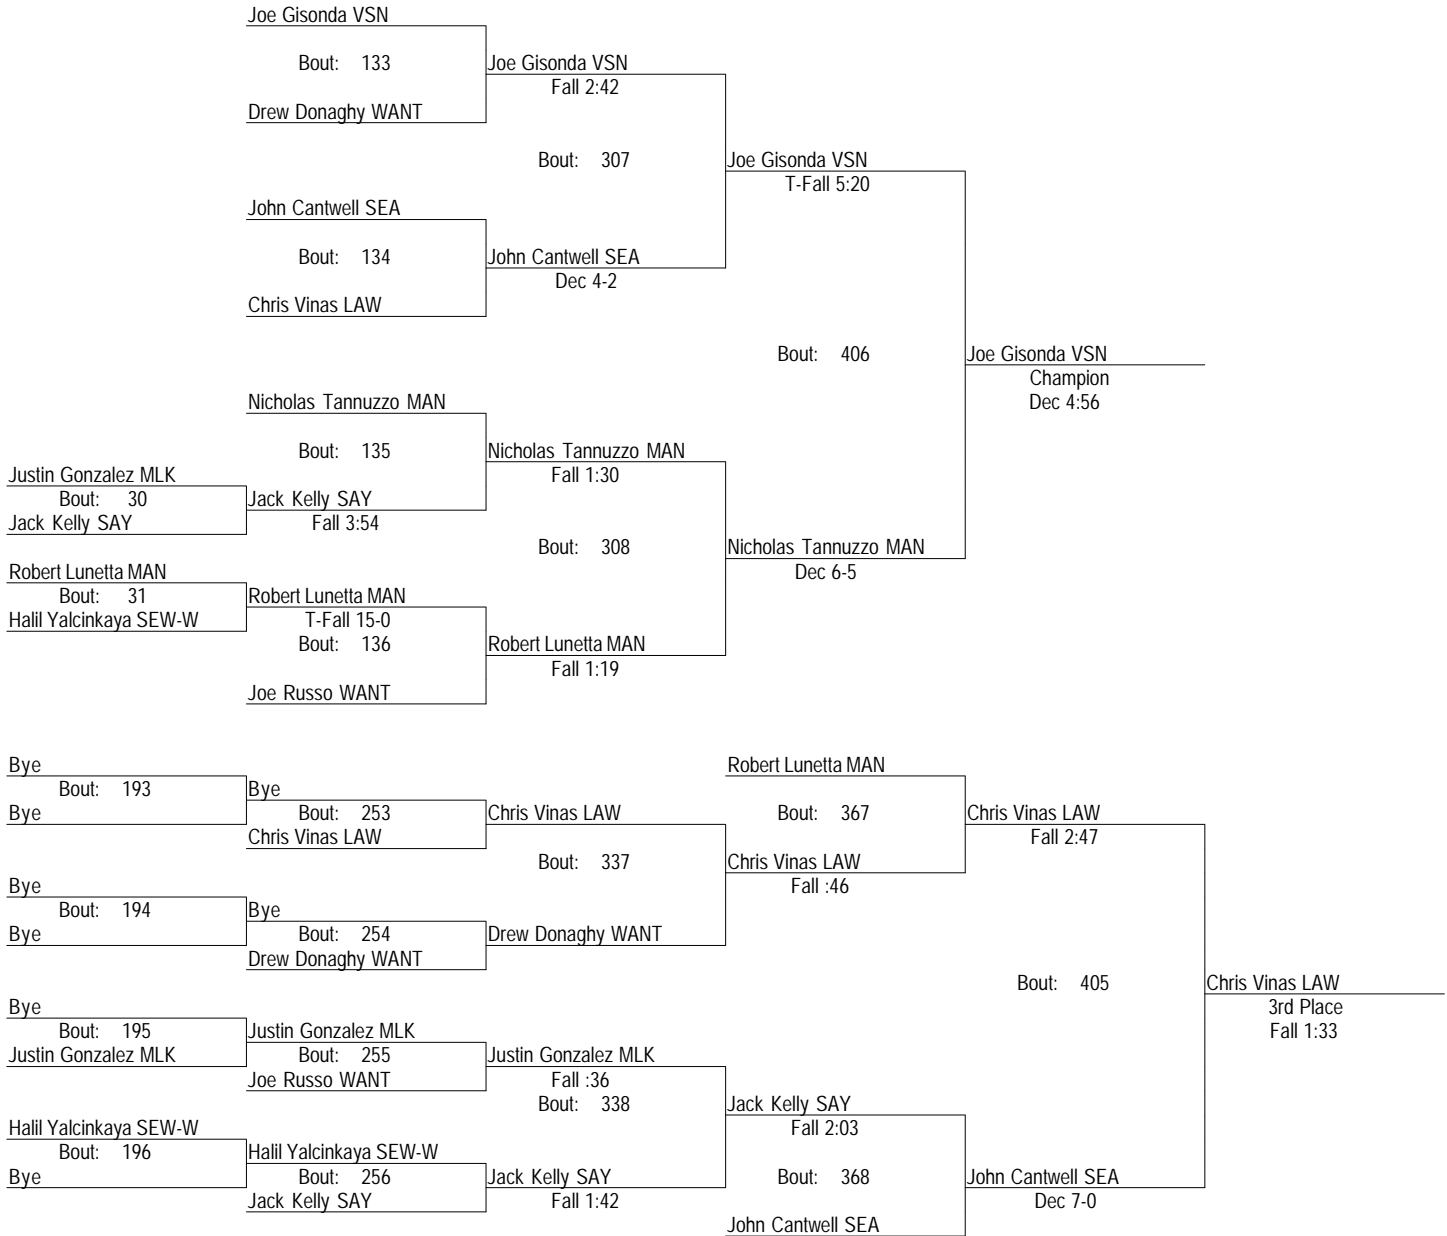 Joe Gisonda VSN
Bout: 133
Joe Gisonda VSN
Fall 2:42
Drew Donaghy WANT
Bout: 307
Joe Gisonda VSN
T-Fall 5:20
John Cantwell SEA
Bout: 134
John Cantwell SEA
Dec 4-2
Chris Vinas LAW
Bout: 406
Joe Gisonda VSN
Champion
Dec 4:56
Nicholas Tannuzzo MAN
Bout: 135
Nicholas Tannuzzo MAN
Fall 1:30
Justin Gonzalez MLK
Bout: 30
Jack Kelly SAY
Jack Kelly SAY
Fall 3:54
Bout: 308
Nicholas Tannuzzo MAN
Dec 6-5
Robert Lunetta MAN
Bout: 31
Robert Lunetta MAN
Halil Yalcinkaya SEW-W
T-Fall 15-0
Bout: 136
Robert Lunetta MAN
Fall 1:19
Joe Russo WANT
Bye
Robert Lunetta MAN
Bout: 193
Bye
Bye
Bout: 253
Chris Vinas LAW
Bout: 367
Chris Vinas LAW
Chris Vinas LAW
Fall 2:47
Bout: 337
Chris Vinas LAW
Fall :46
Bye
Bout: 194
Bye
Bye
Bout: 254
Drew Donaghy WANT
Drew Donaghy WANT
Bout: 405
Chris Vinas LAW
3rd Place
Fall 1:33
Bye
Bout: 195
Justin Gonzalez MLK
Justin Gonzalez MLK
Bout: 255
Justin Gonzalez MLK
Joe Russo WANT
Fall :36
Bout: 338
Jack Kelly SAY
Fall 2:03
Halil Yalcinkaya SEW-W
Bout: 196
Halil Yalcinkaya SEW-W
Bye
Bout: 256
Jack Kelly SAY
Bout: 368
John Cantwell SEA
Jack Kelly SAY
Fall 1:42
Dec 7-0
John Cantwell SEA